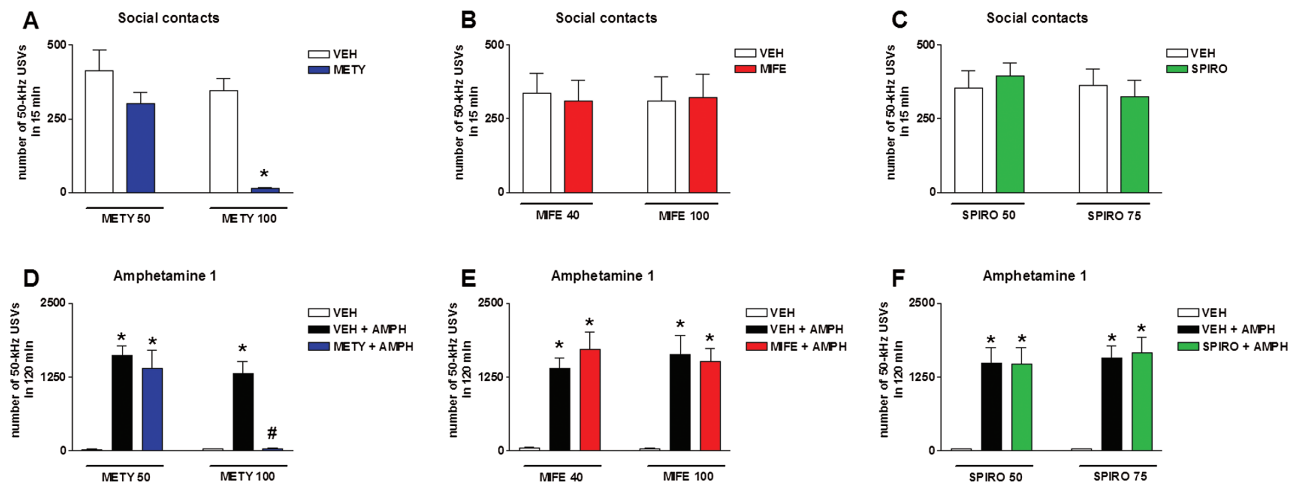 A
Social contacts
number of 50-kHz USVs
in 15 min
500
250
0
VEH
METY
*
METY 50
METY 100
B
Social contacts
number of 50-kHz USVs
in 15 min
500
250
0
VEH
MIFE
MIFE 40
MIFE 100
C
Social contacts
number of 50-kHz USVs
in 15 min
500
250
0
VEH
SPIRO
SPIRO 50
SPIRO 75
D
Amphetamine 1
number of 50-kHz USVs
in 120 min
2500
1250
0
VEH
VEH + AMPH
METY + AMPH
* * * #
METY 50
METY 100
E
Amphetamine 1
number of 50-kHz USVs
in 120 min
2500
1250
0
VEH
VEH + AMPH
MIFE + AMPH
* * * *
MIFE 40
MIFE 100
F
Amphetamine 1
number of 50-kHz USVs
in 120 min
2500
1250
0
VEH
VEH + AMPH
SPIRO + AMPH
* * * *
SPIRO 50
SPIRO 75